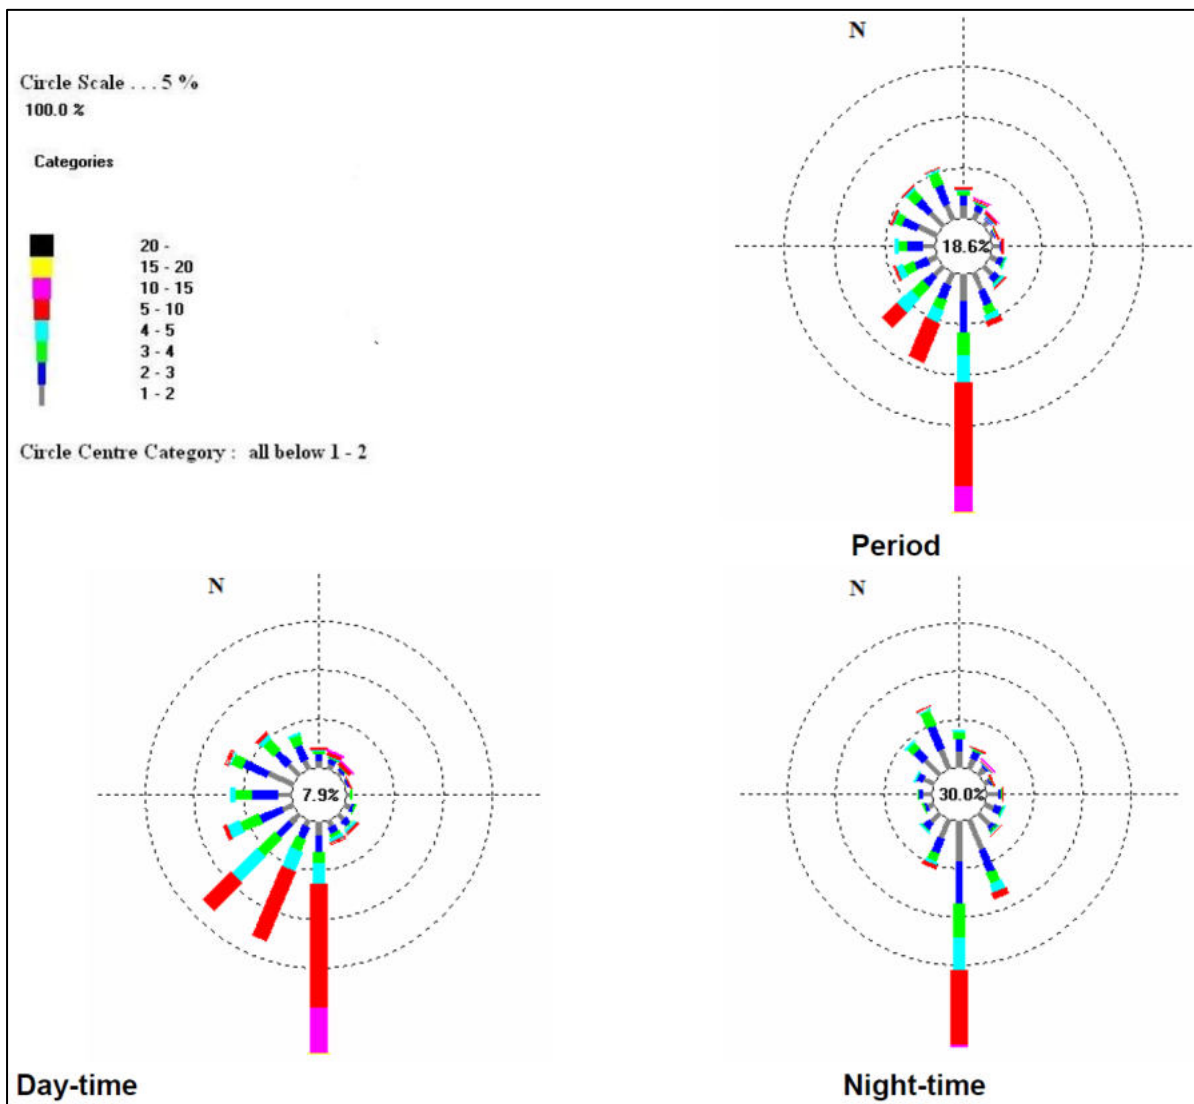 Circle Scale . . . 5 %
100.0 %
Categories
20 -
15 - 20
10 - 15
5 - 10
4 - 5
3 - 4
2 - 3
1 - 2
Circle Centre Category : all below 1 - 2
N
18.6%
Period
N
7.9%
Day-time
N
30.0%
Night-time